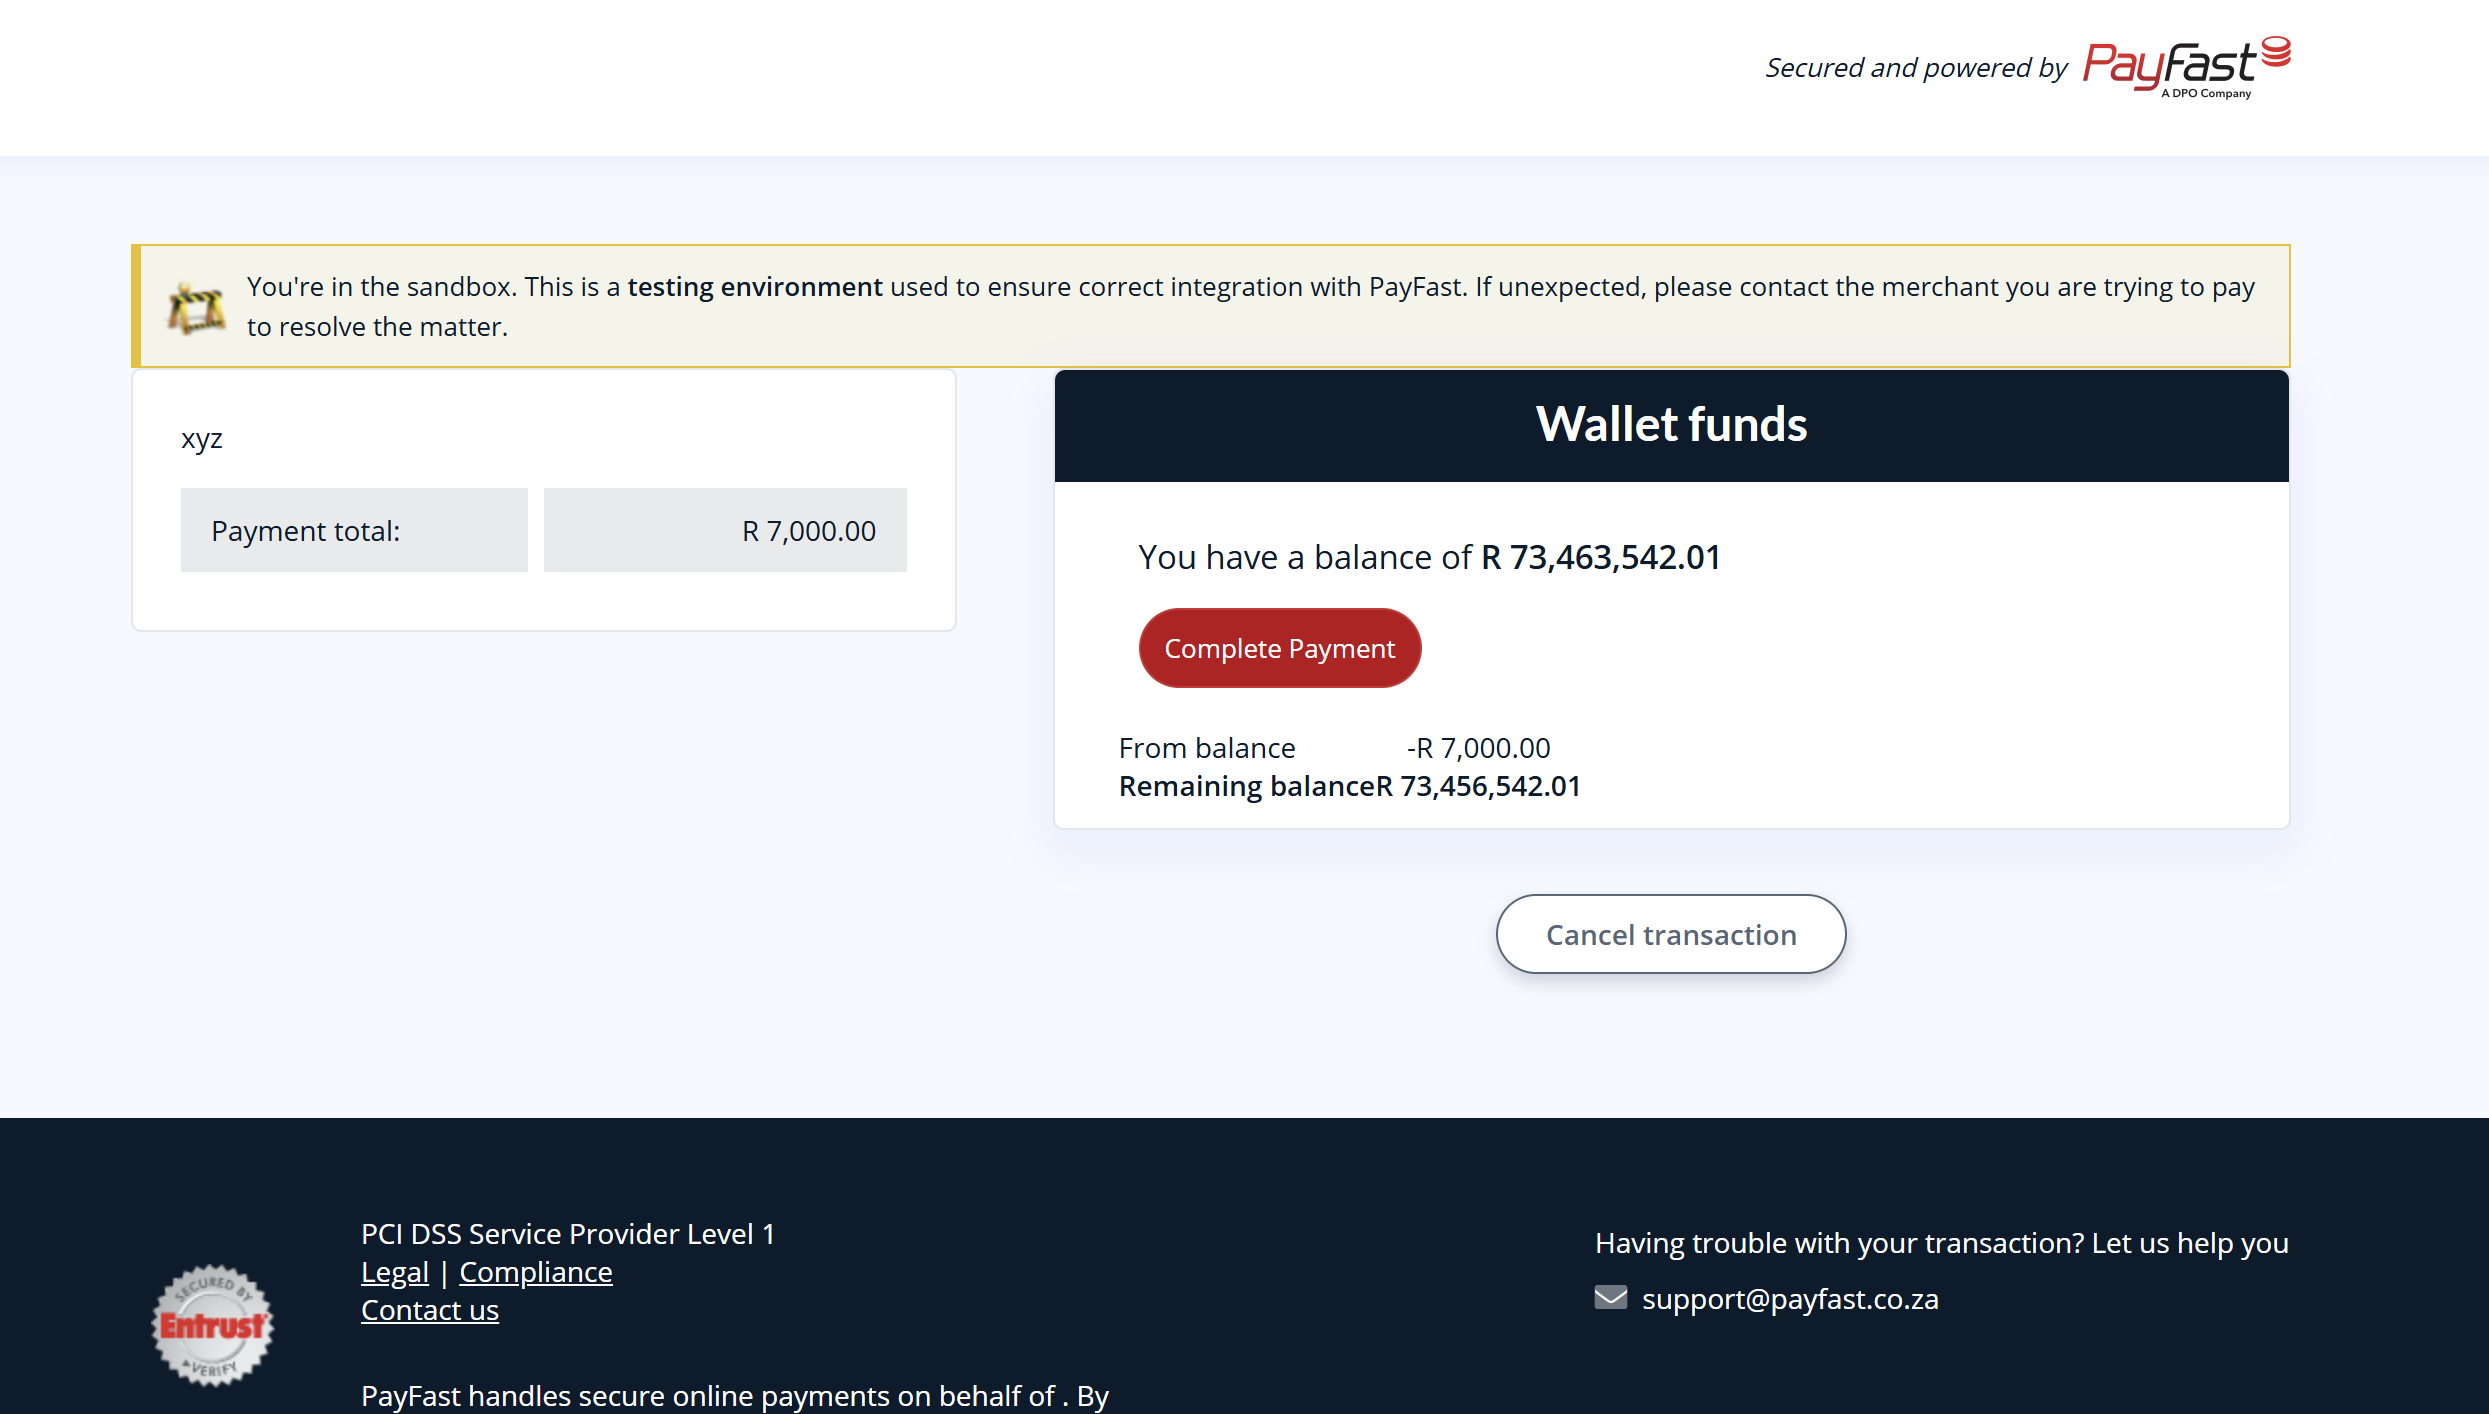 Secured and powered by PayFast
A DPO Company
You're in the sandbox. This is a testing environment used to ensure correct integration with PayFast. If unexpected, please contact the merchant you are trying to pay
to resolve the matter.
xyz
Payment total: R 7,000.00
Wallet funds
You have a balance of R 73,463,542.01
Complete Payment
From balance -R 7,000.00
Remaining balanceR 73,456,542.01
Cancel transaction
SECURED BY
Entrust
VERIFY
PCI DSS Service Provider Level 1
Legal | Compliance
Contact us
PayFast handles secure online payments on behalf of . By
Having trouble with your transaction? Let us help you
support@payfast.co.za